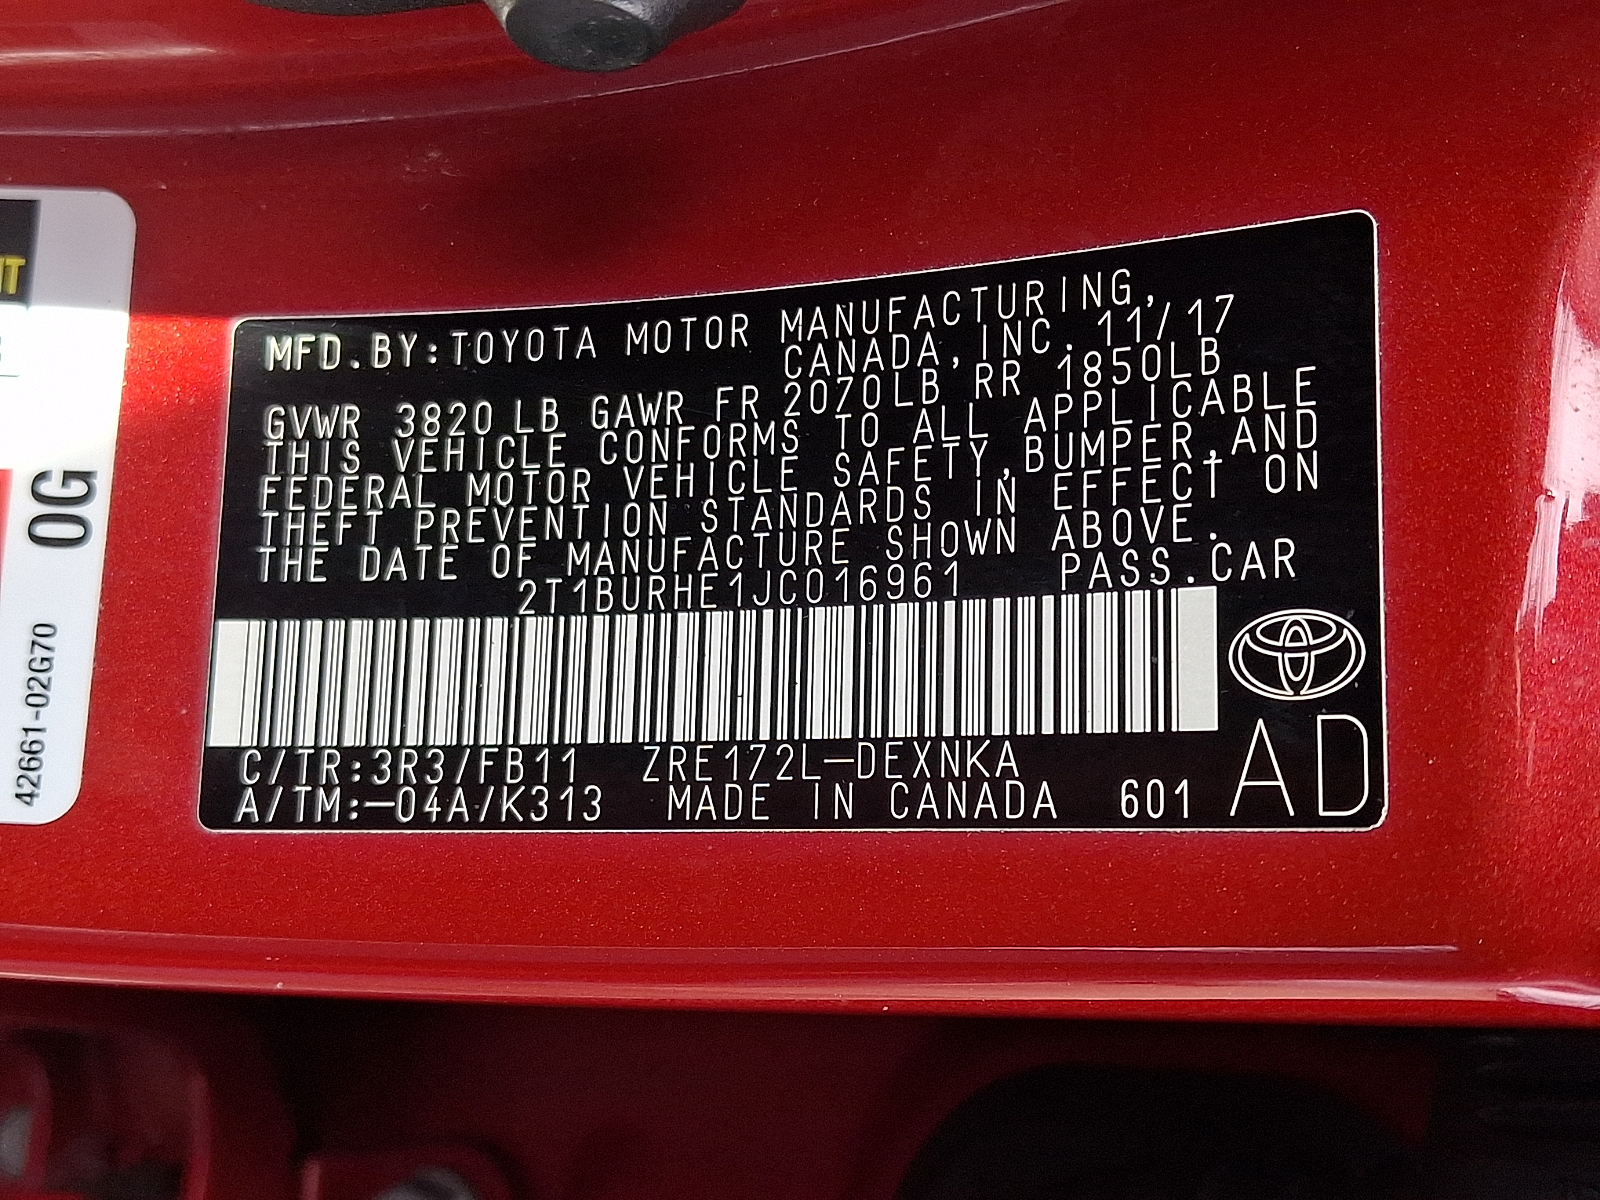 MFD.BY:TOYOTA MOTOR MANUFACTURING,
CANADA,INC. 11/17
GVWR 3820 LB GAWR FR 2070LB RR 1850LB
THIS VEHICLE CONFORMS TO ALL APPLICABLE
FEDERAL MOTOR VEHICLE SAFETY,BUMPER,AND
THEFT PREVENTION STANDARDS IN EFFECT ON
THE DATE OF MANUFACTURE SHOWN ABOVE.
2T1BURHE1JC016961 PASS.CAR
C/TR:3R3/FB11 ZRE172L-DEXNKA
A/TM:-04A/K313 MADE IN CANADA 601
AD
0G
42661-02G70